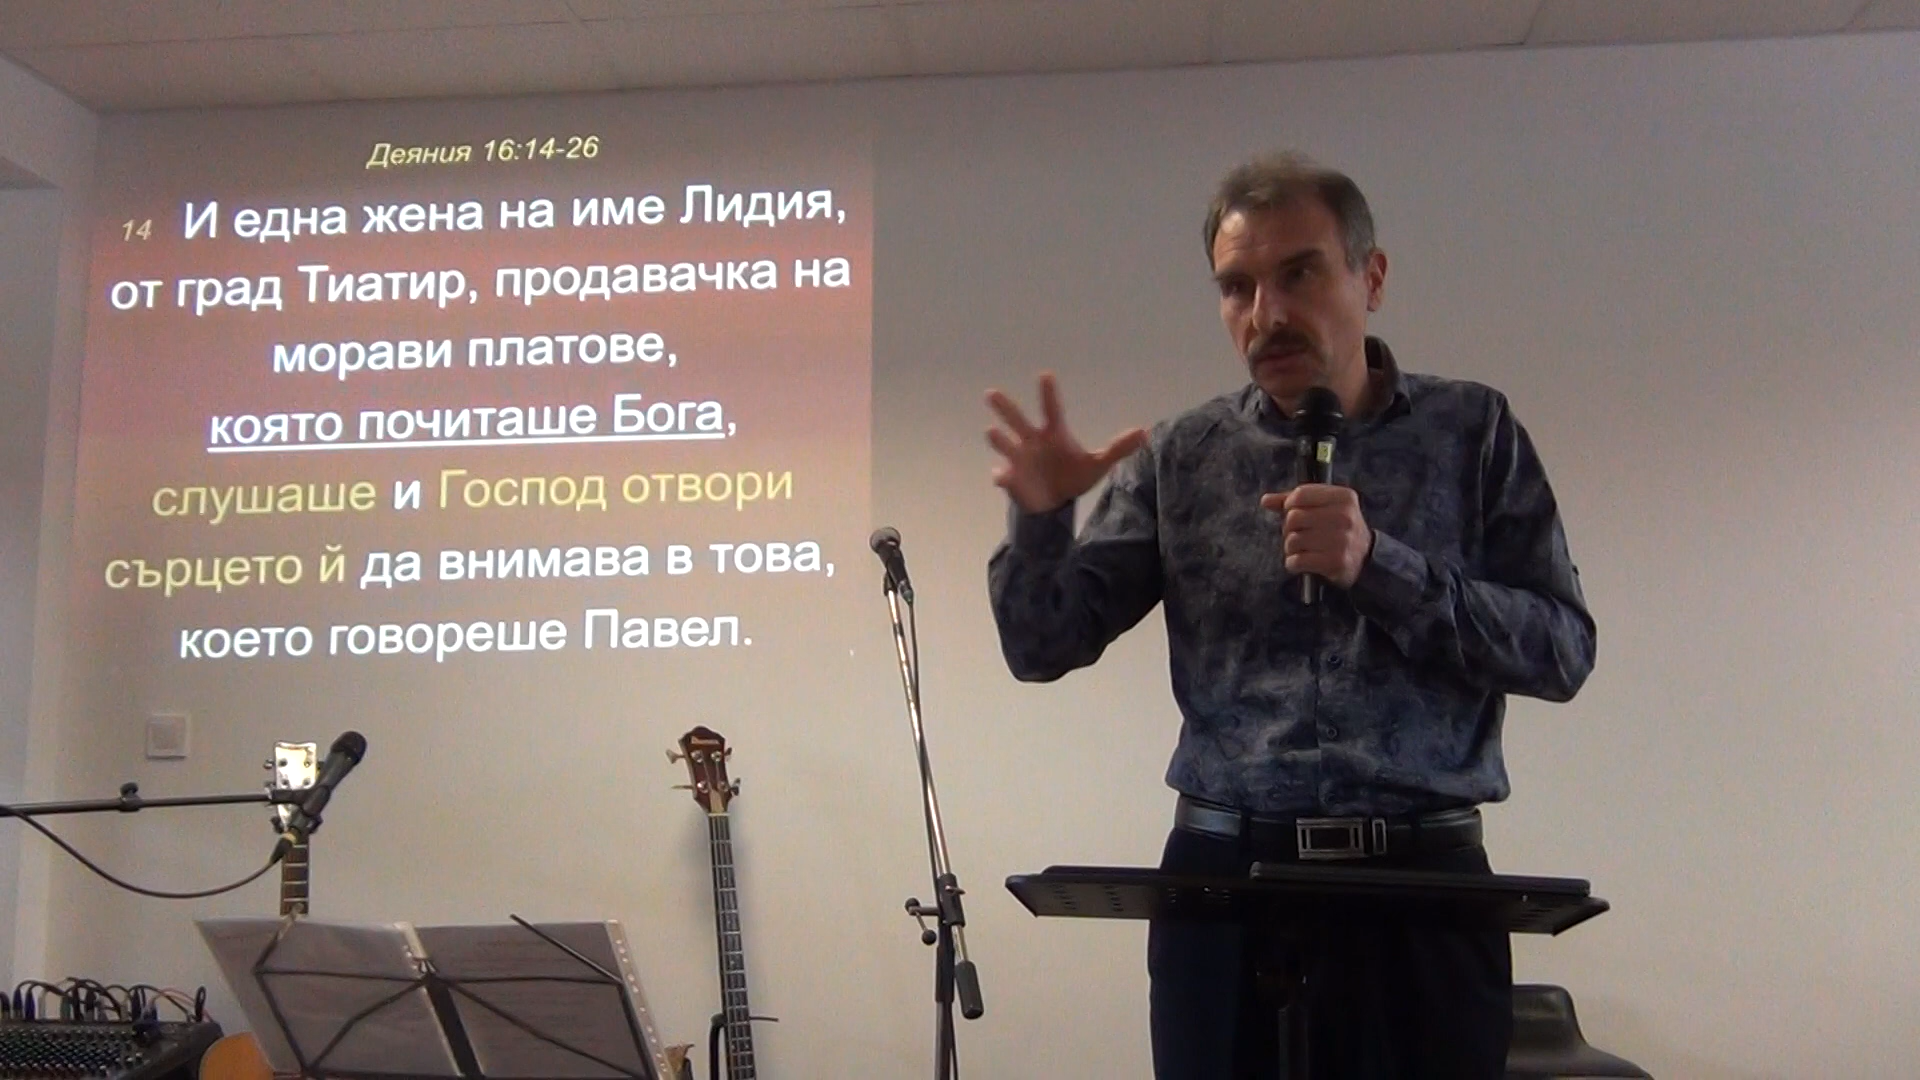 Деяния 16:14-26
14 И една жена на име Лидия,
от град Тиатир, продавачка на
морави платове,
която почиташе Бога,
слушаше и Господ отвори
сърцето й да внимава в това,
което говореше Павел.